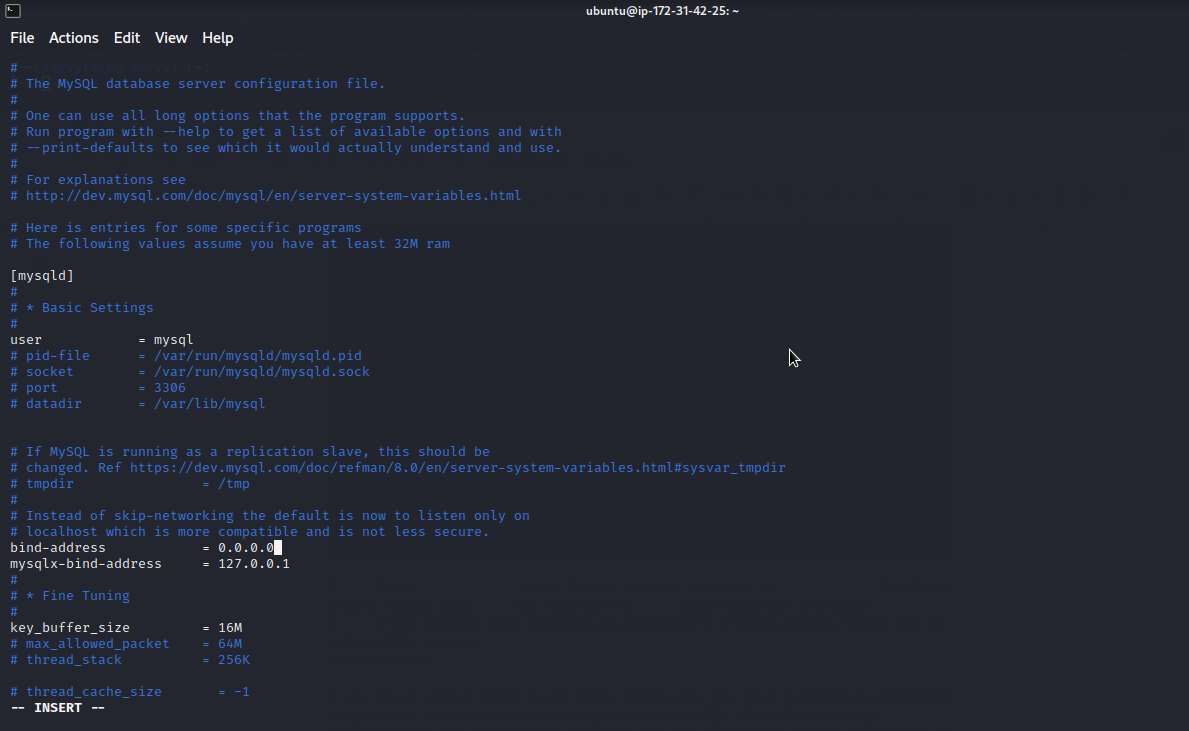 ubuntu@ip-172-31-42-25: ~
File Actions Edit View Help
#
# The MySQL database server configuration file.
#
# One can use all long options that the program supports.
# Run program with --help to get a list of available options and with
# --print-defaults to see which it would actually understand and use.
#
# For explanations see
# http://dev.mysql.com/doc/mysql/en/server-system-variables.html
# Here is entries for some specific programs
# The following values assume you have at least 32M ram
[mysqld]
#
# * Basic Settings
#
user = mysql
# pid-file = /var/run/mysqld/mysqld.pid
# socket = /var/run/mysqld/mysqld.sock
# port = 3306
# datadir = /var/lib/mysql
# If MySQL is running as a replication slave, this should be
# changed. Ref https://dev.mysql.com/doc/refman/8.0/en/server-system-variables.html#sysvar_tmpdir
# tmpdir = /tmp
#
# Instead of skip-networking the default is now to listen only on
# localhost which is more compatible and is not less secure.
bind-address = 0.0.0.0
mysqlx-bind-address = 127.0.0.1
#
# * Fine Tuning
#
key_buffer_size = 16M
# max_allowed_packet = 64M
# thread_stack = 256K
# thread_cache_size = -1
-- INSERT --